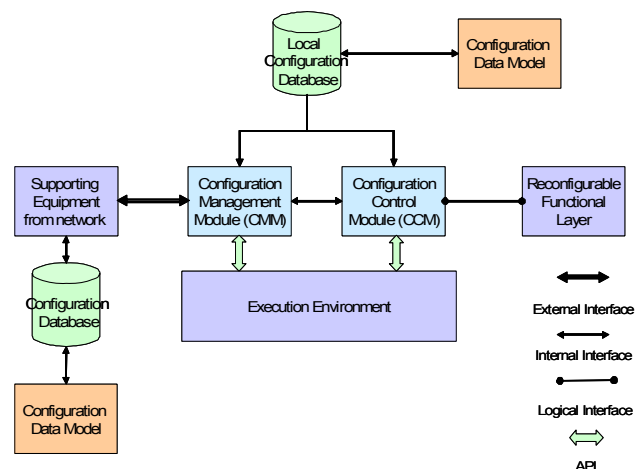 Local
Configuration
Database
Configuration
Data Model
Supporting
Equipment
from network
Configuration
Management
Module (CMM)
Configuration
Control
Module (CCM)
Reconfigurable
Functional
Layer
Configuration
Database
Execution Environment
External Interface
Internal Interface
Configuration
Data Model
Logical Interface
API